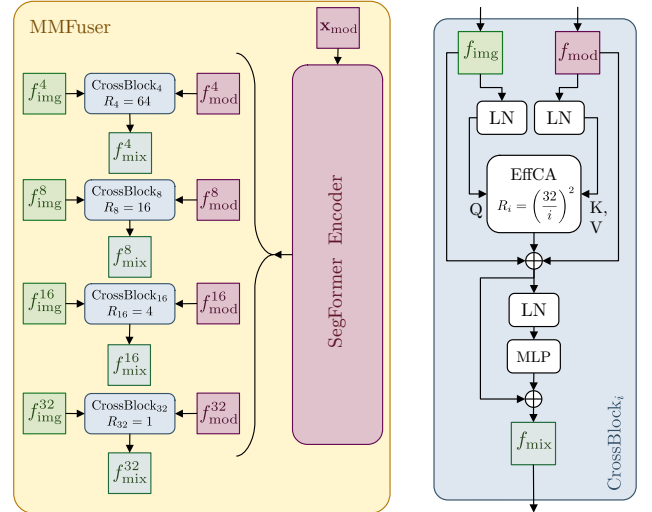 MMFuser
x_mod
f^4_img
CrossBlock_4
R_4 = 64
f^4_mod
f^4_mix
f^8_img
CrossBlock_8
R_8 = 16
f^8_mod
f^8_mix
f^16_img
CrossBlock_16
R_16 = 4
f^16_mod
f^16_mix
f^32_img
CrossBlock_32
R_32 = 1
f^32_mod
f^32_mix
SegFormer Encoder
f_img
f_mod
LN
LN
EffCA
R_i = (32/i)^2
Q
K,
V
LN
MLP
f_mix
CrossBlock_i